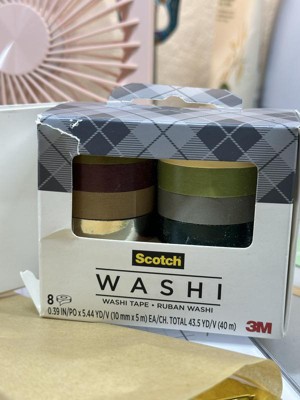 Scotch
WASHI
WASHI TAPE • RUBAN WASHI
8
0.39 IN/PO x 5.44 YD/V (10 mm x 5 m) EA/CH. TOTAL 43.5 YD/V (40 m)
3M